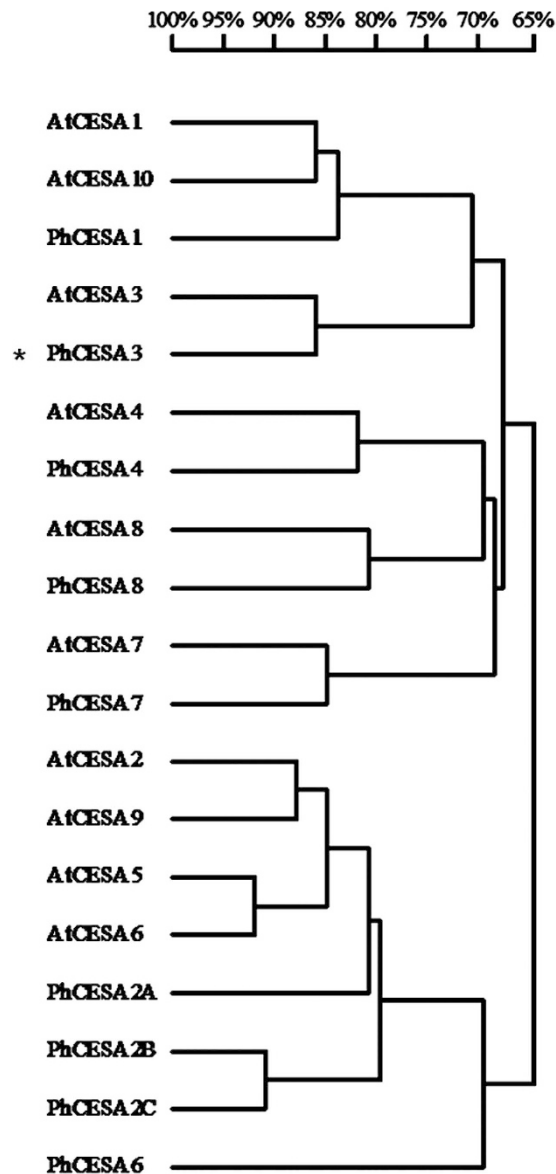 100% 95% 90% 85% 80% 75% 70% 65%
AtCESA1
AtCESA10
PhCESA1
AtCESA3
* PhCESA3
AtCESA4
PhCESA4
AtCESA8
PhCESA8
AtCESA7
PhCESA7
AtCESA2
AtCESA9
AtCESA5
AtCESA6
PhCESA2A
PhCESA2B
PhCESA2C
PhCESA6